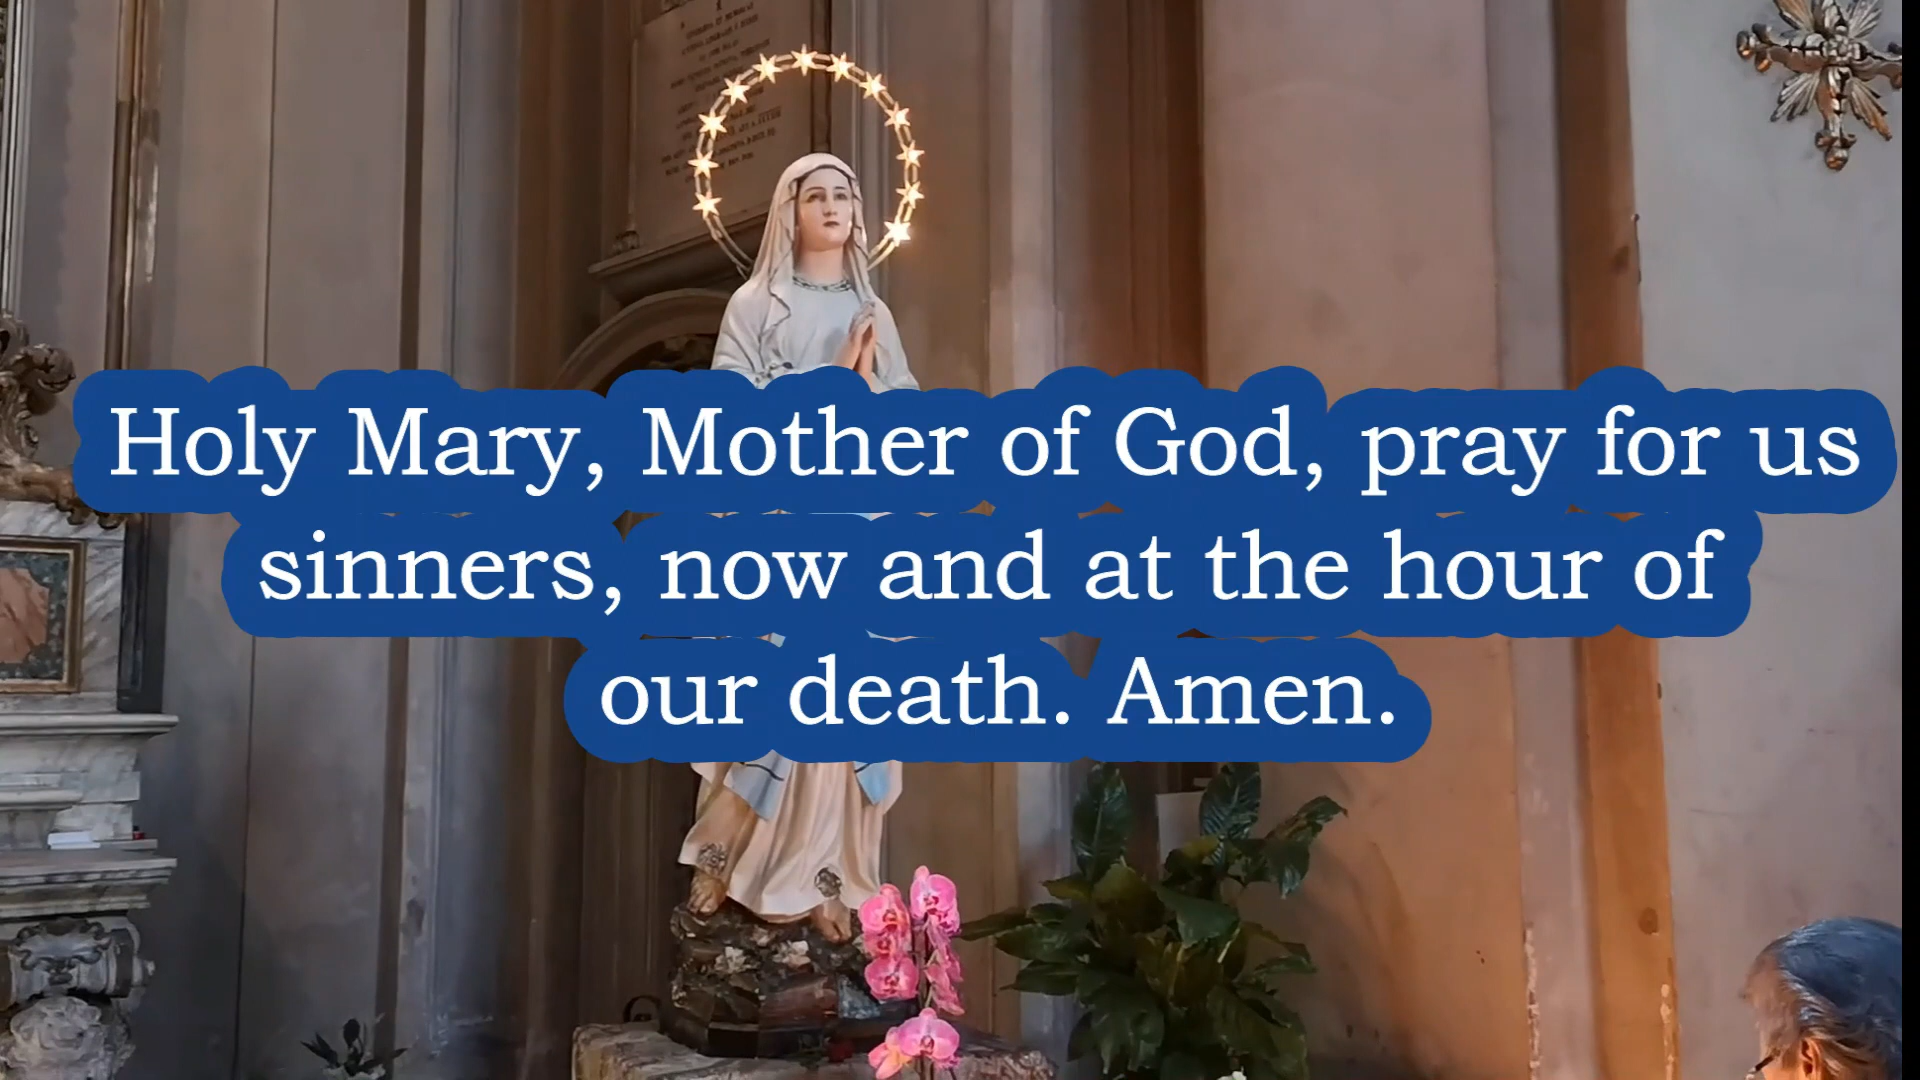 Holy Mary, Mother of God, pray for us
sinners, now and at the hour of
our death. Amen.